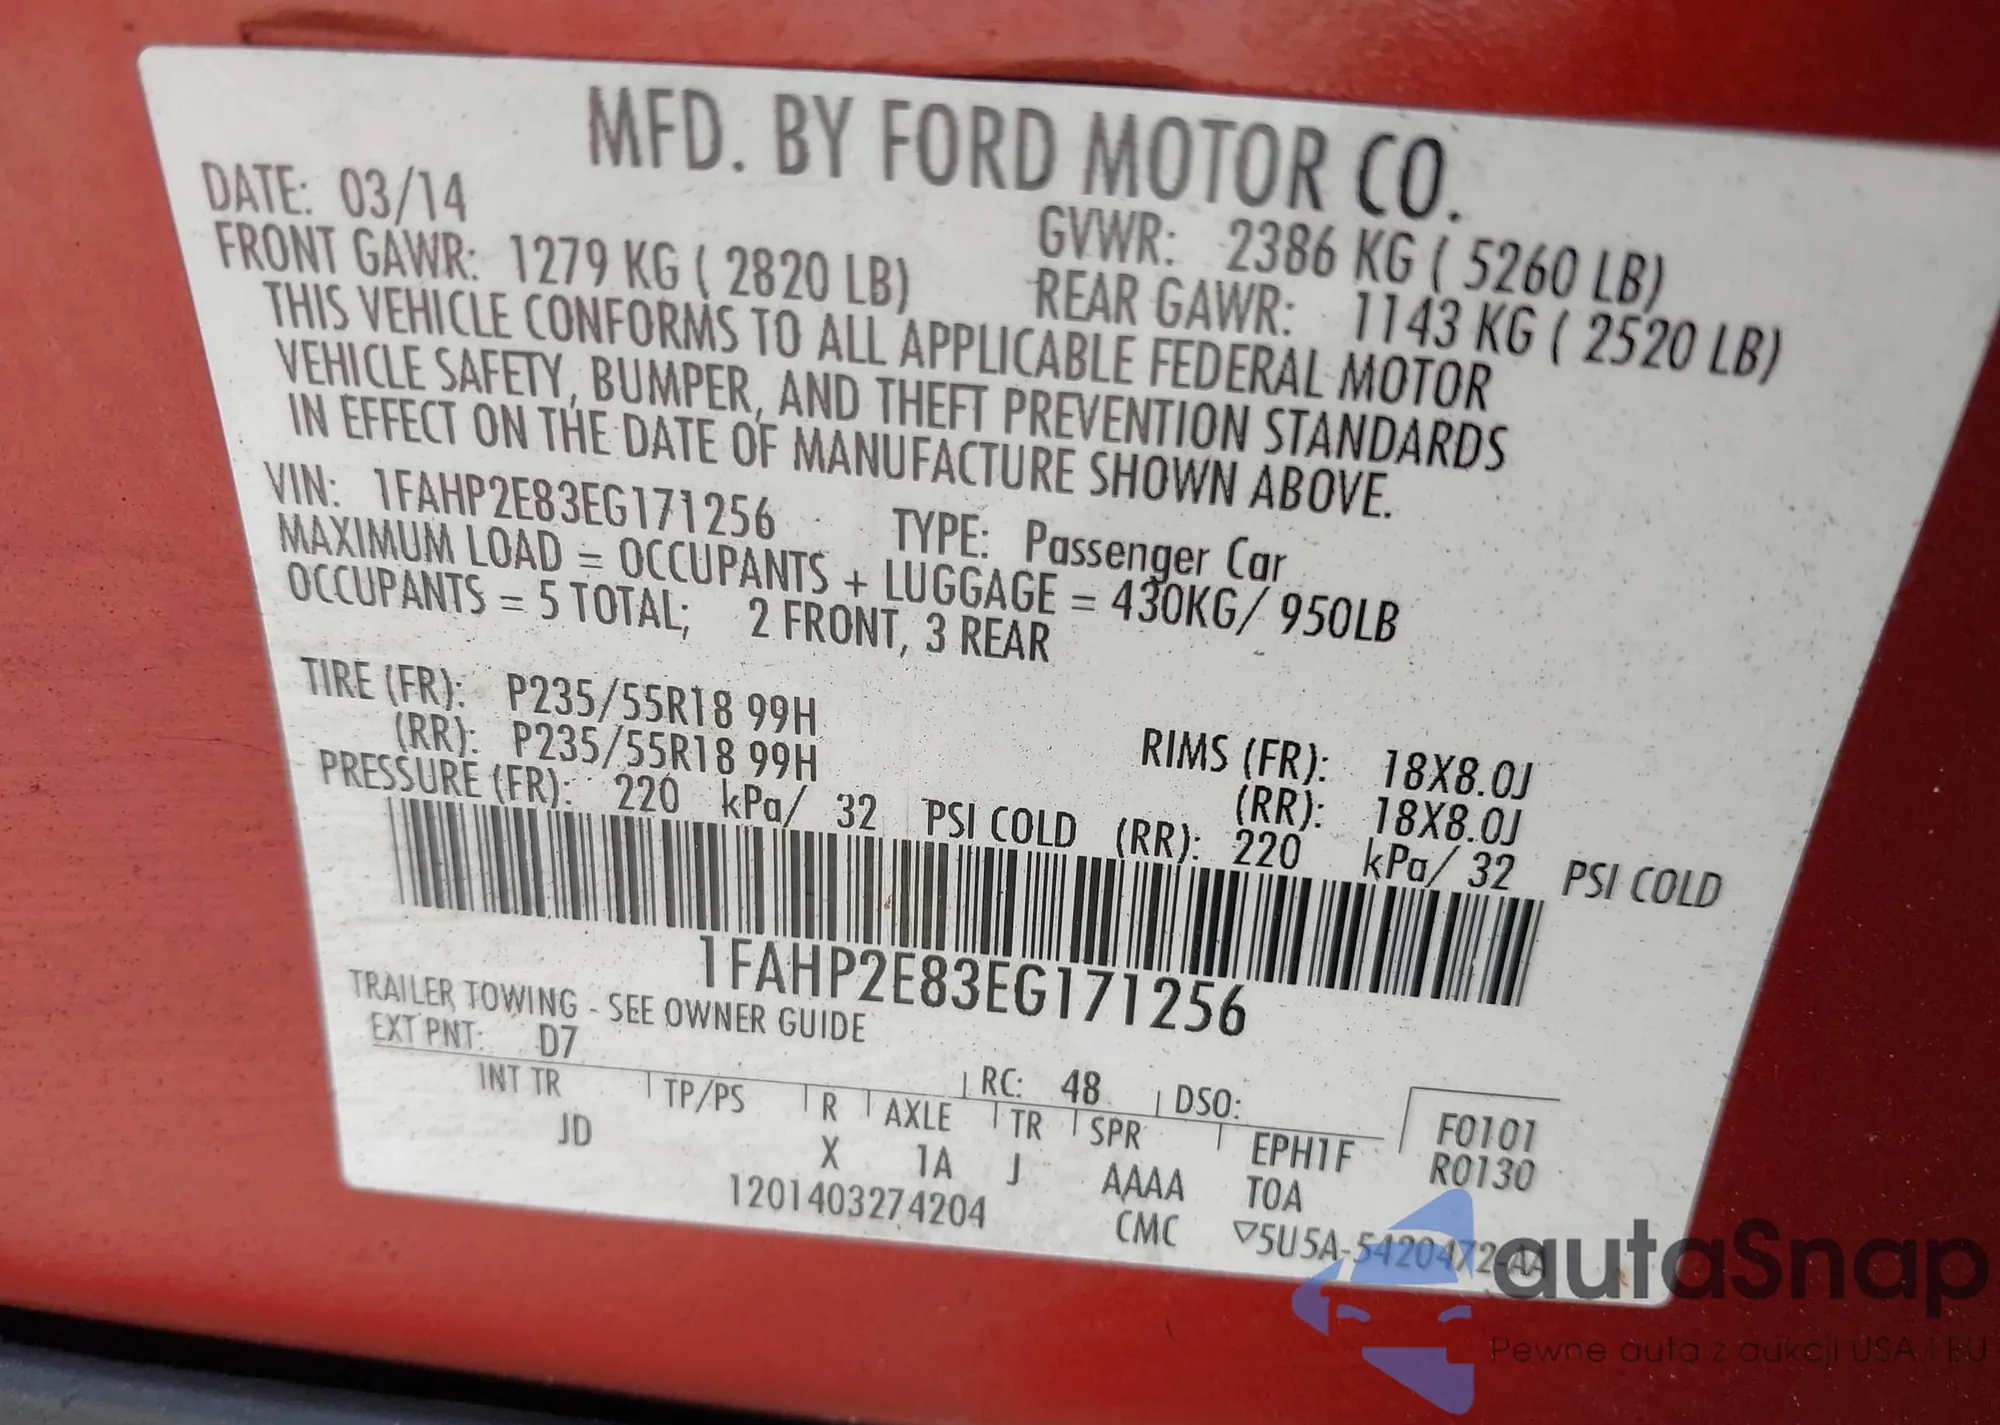 MFD. BY FORD MOTOR CO.
DATE: 03/14 GVWR: 2386 KG ( 5260 LB)
FRONT GAWR: 1279 KG ( 2820 LB) REAR GAWR: 1143 KG ( 2520 LB)
THIS VEHICLE CONFORMS TO ALL APPLICABLE FEDERAL MOTOR
VEHICLE SAFETY, BUMPER, AND THEFT PREVENTION STANDARDS
IN EFFECT ON THE DATE OF MANUFACTURE SHOWN ABOVE.
VIN: 1FAHP2E83EG171256 TYPE: Passenger Car
MAXIMUM LOAD = OCCUPANTS + LUGGAGE = 430KG/ 950LB
OCCUPANTS = 5 TOTAL; 2 FRONT, 3 REAR
TIRE (FR): P235/55R18 99H RIMS (FR): 18X8.0J
(RR): P235/55R18 99H (RR): 18X8.0J
PRESSURE (FR): 220 kPa/ 32 PSI COLD (RR): 220 kPa/ 32 PSI COLD
1FAHP2E83EG171256
TRAILER TOWING - SEE OWNER GUIDE
EXT PNT: D7 RC: 48 DSO: F0101
INT TR TP/PS R AXLE TR SPR EPH1F R0130
JD X 1A J AAAA TOA
1201403274204 CMC ▽5U5A-5420472-AA
autaSnap
Pewne auta z aukcji USA i EU